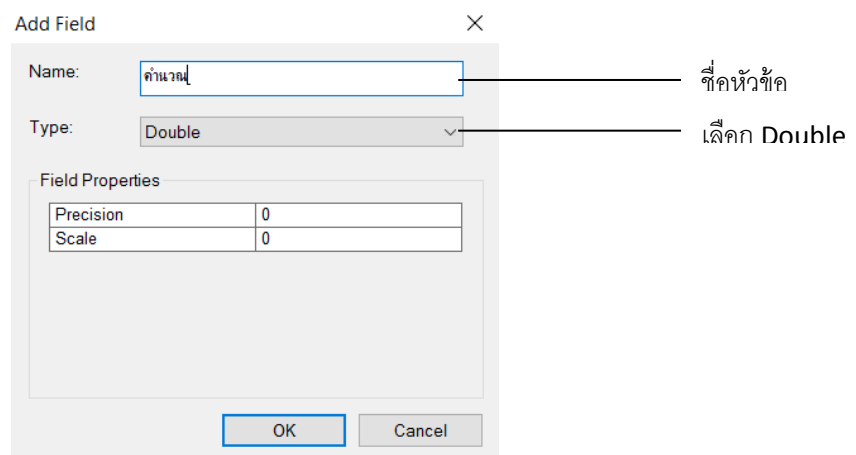 Add Field
Name:
คำนวณ
ชื่อหัวข้อ
Type:
Double
เลือก Double
Field Properties
Precision 0
Scale 0
OK Cancel